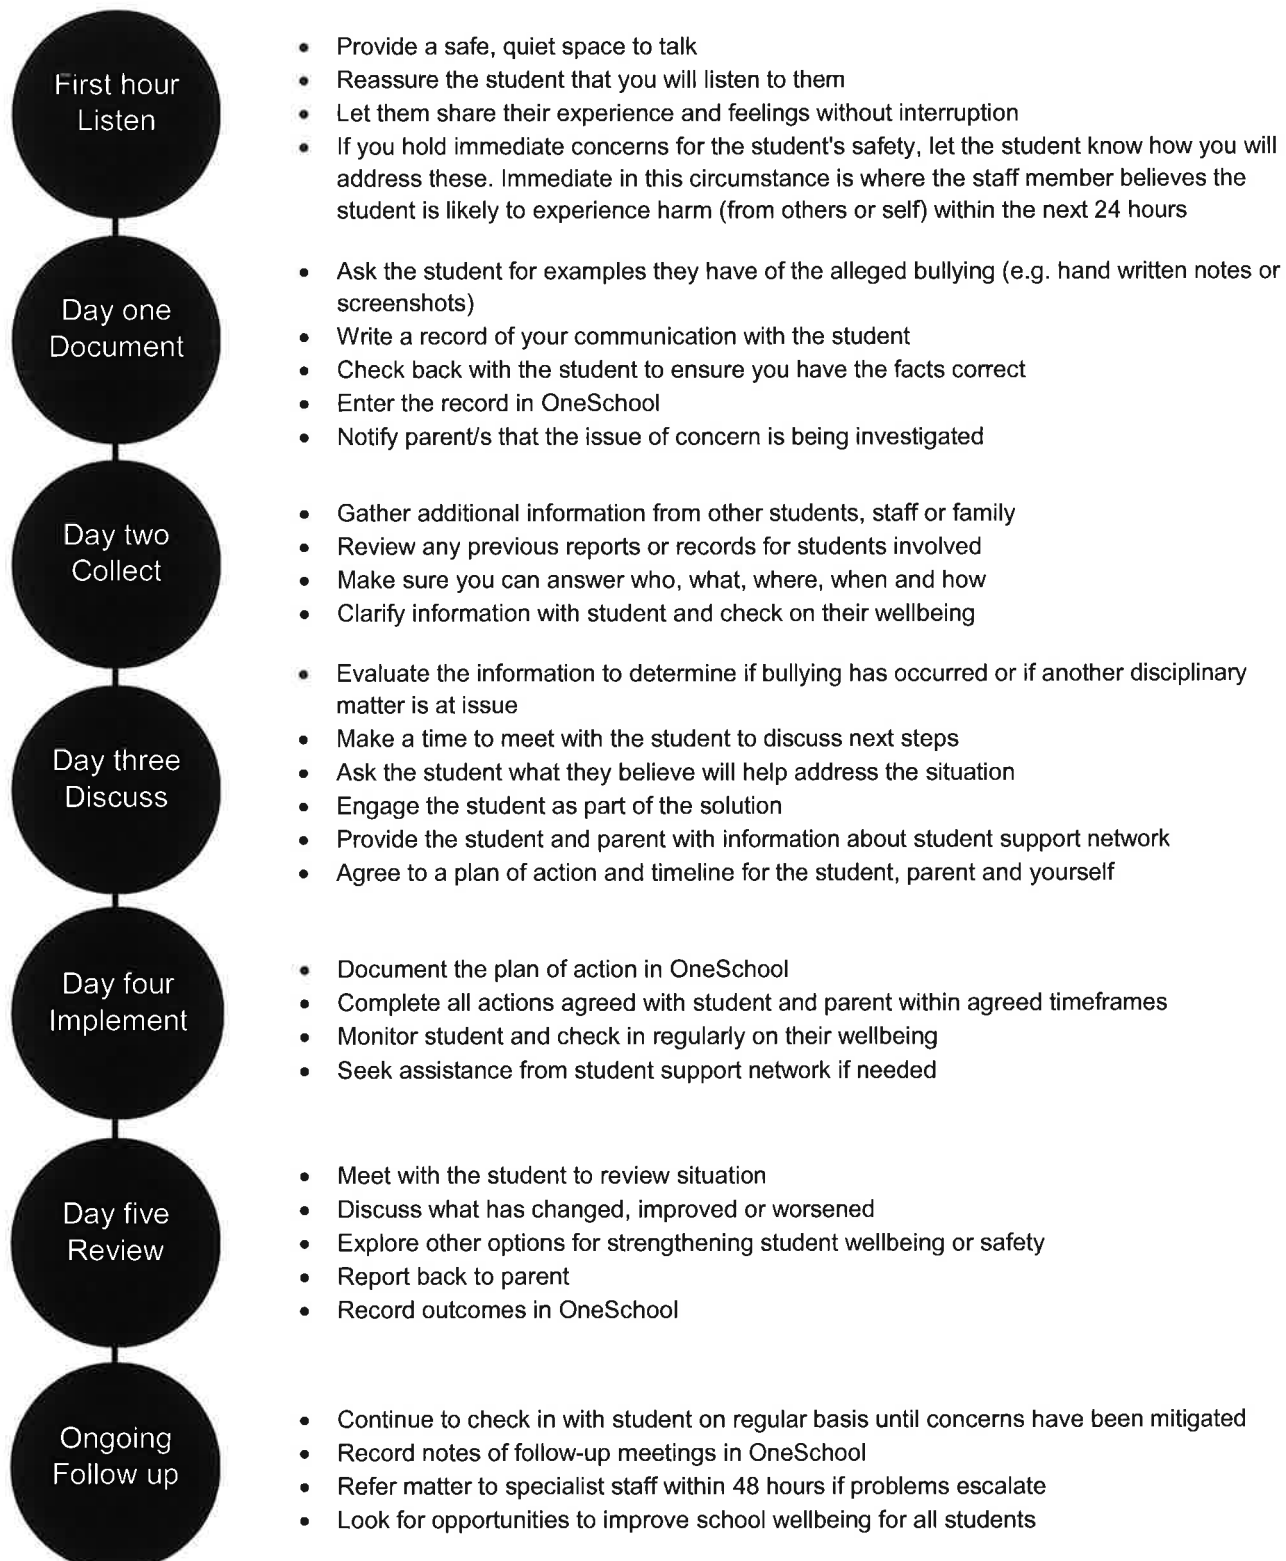 First hour
Listen
• Provide a safe, quiet space to talk
• Reassure the student that you will listen to them
• Let them share their experience and feelings without interruption
• If you hold immediate concerns for the student's safety, let the student know how you will
address these. Immediate in this circumstance is where the staff member believes the
student is likely to experience harm (from others or self) within the next 24 hours
Day one
Document
• Ask the student for examples they have of the alleged bullying (e.g. hand written notes or
screenshots)
• Write a record of your communication with the student
• Check back with the student to ensure you have the facts correct
• Enter the record in OneSchool
• Notify parent/s that the issue of concern is being investigated
Day two
Collect
• Gather additional information from other students, staff or family
• Review any previous reports or records for students involved
• Make sure you can answer who, what, where, when and how
• Clarify information with student and check on their wellbeing
Day three
Discuss
• Evaluate the information to determine if bullying has occurred or if another disciplinary
matter is at issue
• Make a time to meet with the student to discuss next steps
• Ask the student what they believe will help address the situation
• Engage the student as part of the solution
• Provide the student and parent with information about student support network
• Agree to a plan of action and timeline for the student, parent and yourself
Day four
Implement
• Document the plan of action in OneSchool
• Complete all actions agreed with student and parent within agreed timeframes
• Monitor student and check in regularly on their wellbeing
• Seek assistance from student support network if needed
Day five
Review
• Meet with the student to review situation
• Discuss what has changed, improved or worsened
• Explore other options for strengthening student wellbeing or safety
• Report back to parent
• Record outcomes in OneSchool
Ongoing
Follow up
• Continue to check in with student on regular basis until concerns have been mitigated
• Record notes of follow-up meetings in OneSchool
• Refer matter to specialist staff within 48 hours if problems escalate
• Look for opportunities to improve school wellbeing for all students